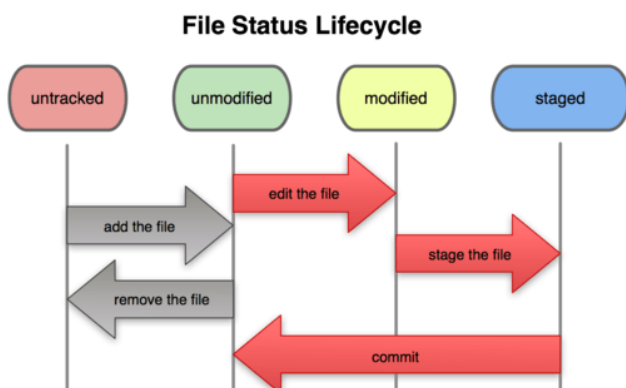 File Status Lifecycle
untracked
unmodified
modified
staged
edit the file
add the file
stage the file
remove the file
commit